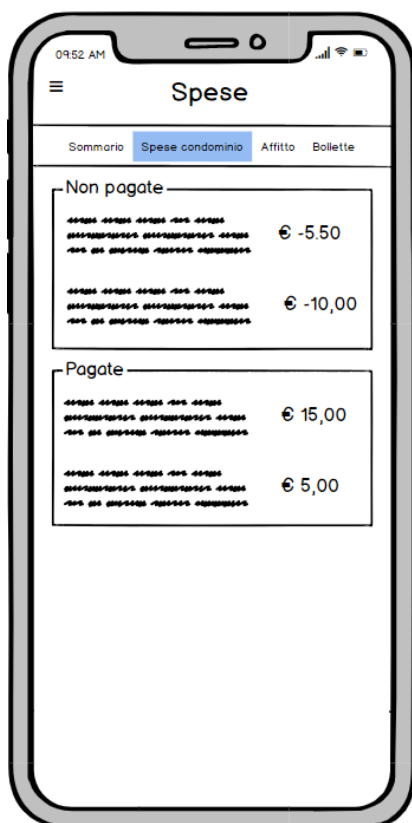 09:52 AM
Spese
Sommario Spese condominio Affitto Bollette
Non pagate
€ -5.50
€ -10,00
Pagate
€ 15,00
€ 5,00